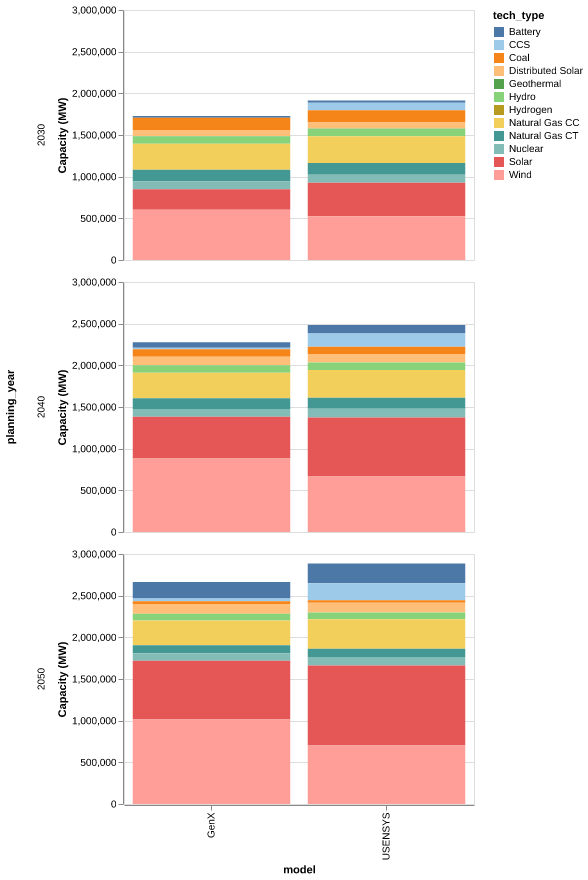 tech_type
Battery
CCS
Coal
Distributed Solar
Geothermal
Hydro
Hydrogen
Natural Gas CC
Natural Gas CT
Nuclear
Solar
Wind
planning_year
2030
Capacity (MW)
3,000,000
2,500,000
2,000,000
1,500,000
1,000,000
500,000
0
2040
Capacity (MW)
3,000,000
2,500,000
2,000,000
1,500,000
1,000,000
500,000
0
2050
Capacity (MW)
3,000,000
2,500,000
2,000,000
1,500,000
1,000,000
500,000
0
GenX
USENSYS
model